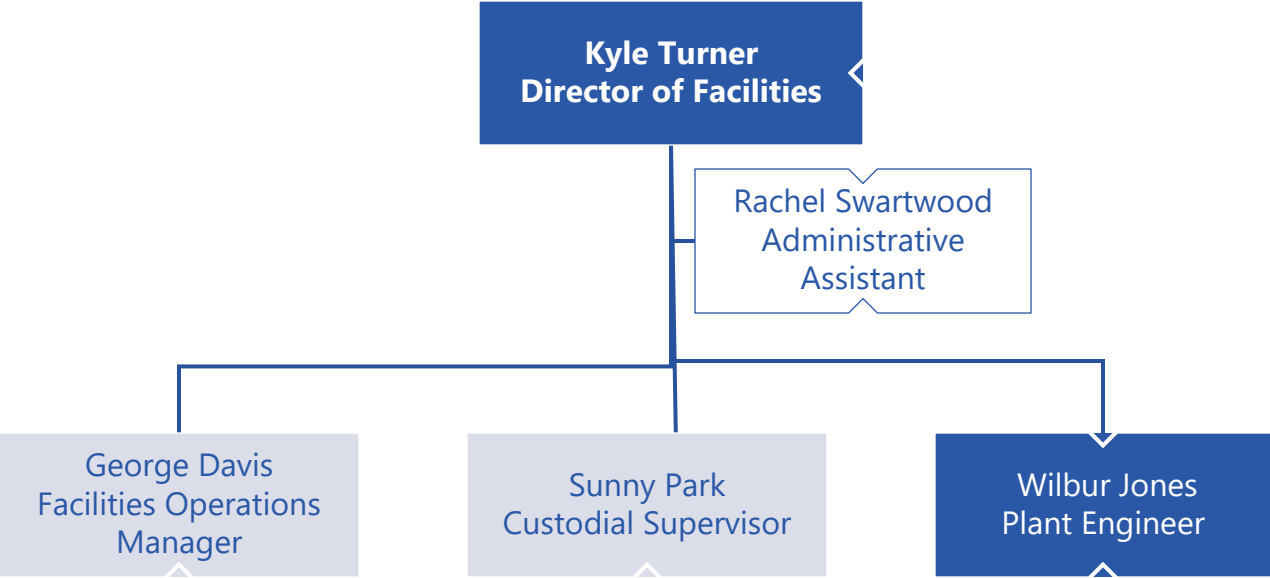 Kyle Turner
Director of Facilities
Rachel Swartwood
Administrative
Assistant
George Davis
Facilities Operations
Manager
Sunny Park
Custodial Supervisor
Wilbur Jones
Plant Engineer